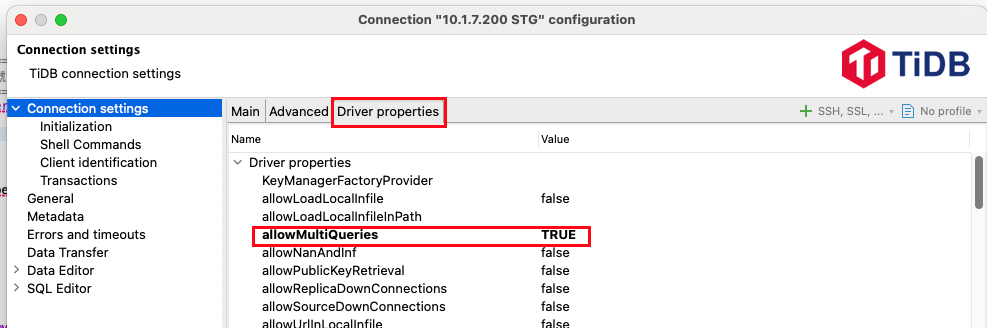 Connection "10.1.7.200 STG" configuration
Connection settings
TiDB connection settings
TiDB
Connection settings
Initialization
Shell Commands
Client identification
Transactions
General
Metadata
Errors and timeouts
Data Transfer
Data Editor
SQL Editor
Main Advanced Driver properties
SSH, SSL, ... No profile
Name Value
Driver properties
KeyManagerFactoryProvider
allowLoadLocalInfile false
allowLoadLocalInfileInPath
allowMultiQueries TRUE
allowNanAndInf false
allowPublicKeyRetrieval false
allowReplicaDownConnections false
allowSourceDownConnections false
allowUrlInLocalInfile false